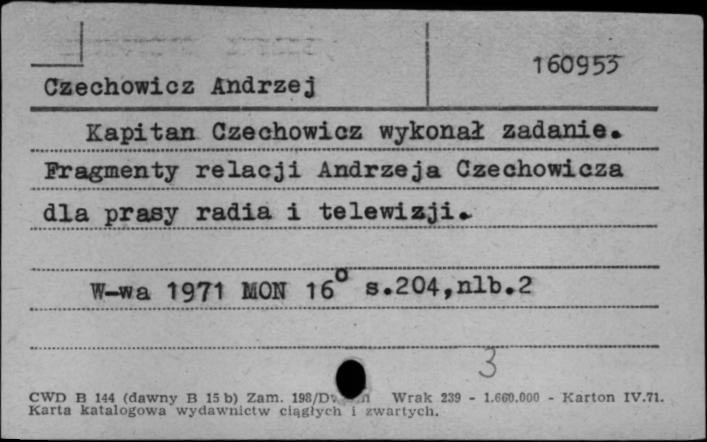 160953
Czechowicz Andrzej
Kapitan Czechowicz wykonał zadanie.
Fragmenty relacji Andrzeja Czechowicza
dla prasy radia i telewizji.
W-wa 1971 MON 16° s.204,nlb.2
3
CWD B 144 (dawny B 15 b) Zam. 198/ Wrak 239 - 1.660.000 - Karton IV.71.
Karta katalogowa wydawnictw ciągłych i zwartych.